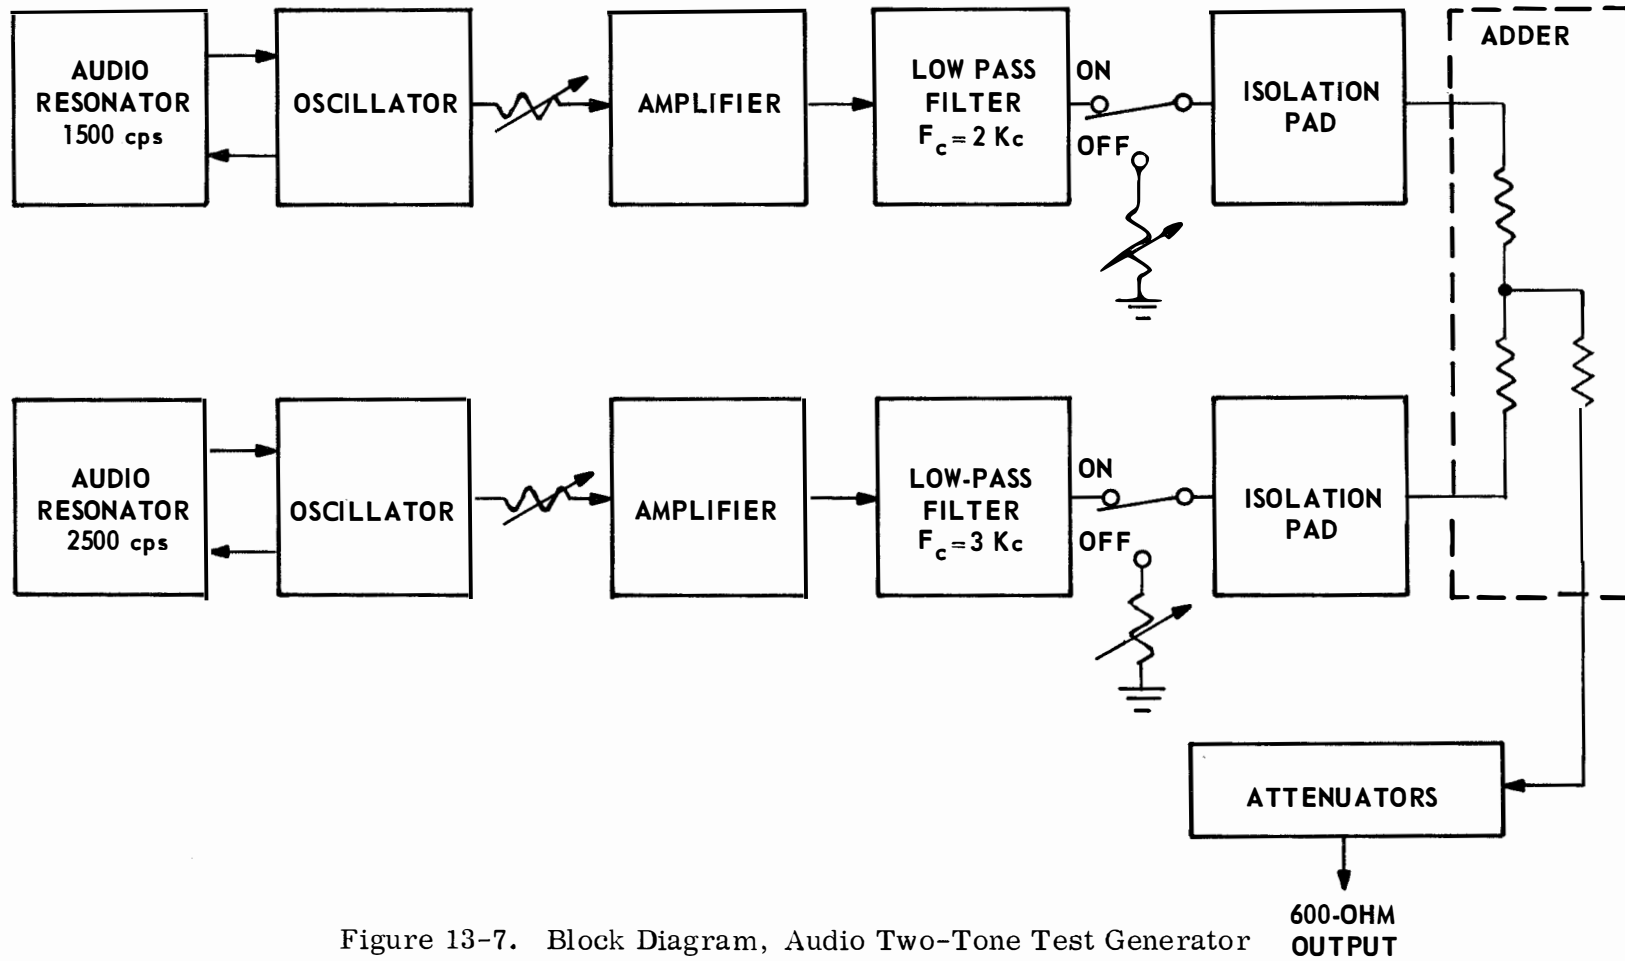 AUDIO
RESONATOR
1500 cps
OSCILLATOR
AMPLIFIER
LOW PASS
FILTER
Fc = 2 Kc
ON
OFF
ISOLATION
PAD
ADDER
AUDIO
RESONATOR
2500 cps
OSCILLATOR
AMPLIFIER
LOW-PASS
FILTER
Fc = 3 Kc
ON
OFF
ISOLATION
PAD
ATTENUATORS
600-OHM
OUTPUT
Figure 13-7. Block Diagram, Audio Two-Tone Test Generator